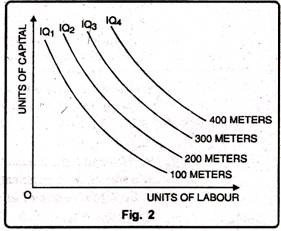 UNITS OF CAPITAL
IQ1
IQ2
IQ3
IQ4
400 METERS
300 METERS
200 METERS
100 METERS
O
UNITS OF LABOUR
Fig. 2